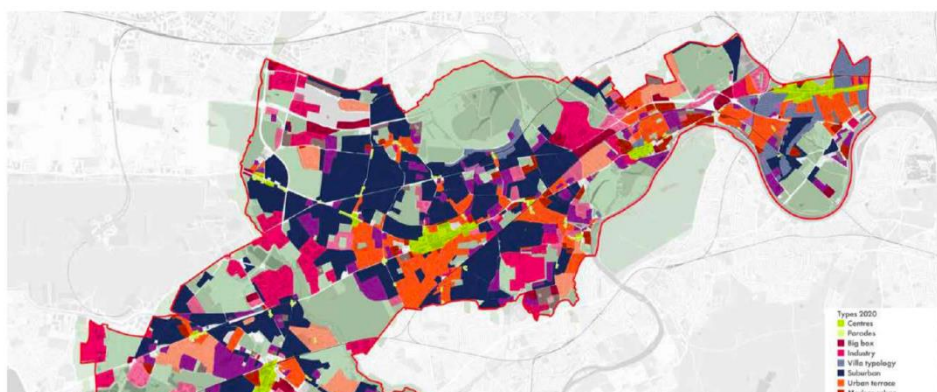 Types 2020
Centres
Parades
Big box
Industry
Villa typology
Suburban
Urban terrace